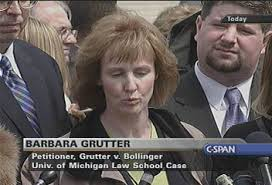 Today
BARBARA GRUTTER
C-SPAN
Petitioner, Grutter v. Bollinger
Univ. of Michigan Law School Case